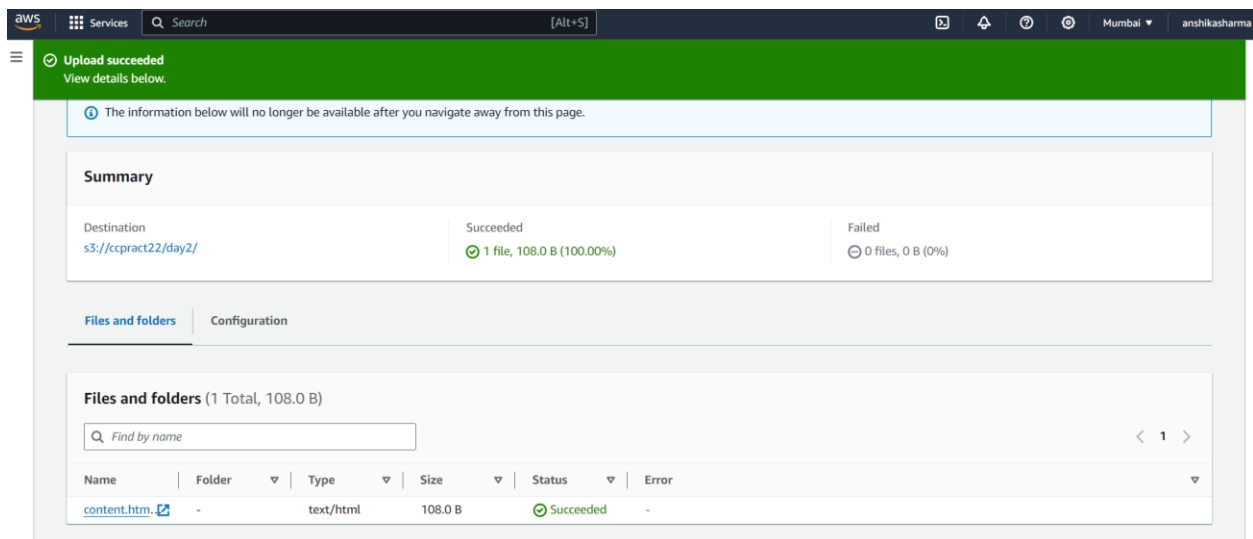 aws Services Search [Alt+S] Mumbai anshikasharma
Upload succeeded
View details below.
The information below will no longer be available after you navigate away from this page.
Summary
Destination Succeeded Failed
s3://ccpract22/day2/ 1 file, 108.0 B (100.00%) 0 files, 0 B (0%)
Files and folders Configuration
Files and folders (1 Total, 108.0 B)
Find by name
1
Name Folder Type Size Status Error
content.htm... - text/html 108.0 B Succeeded -